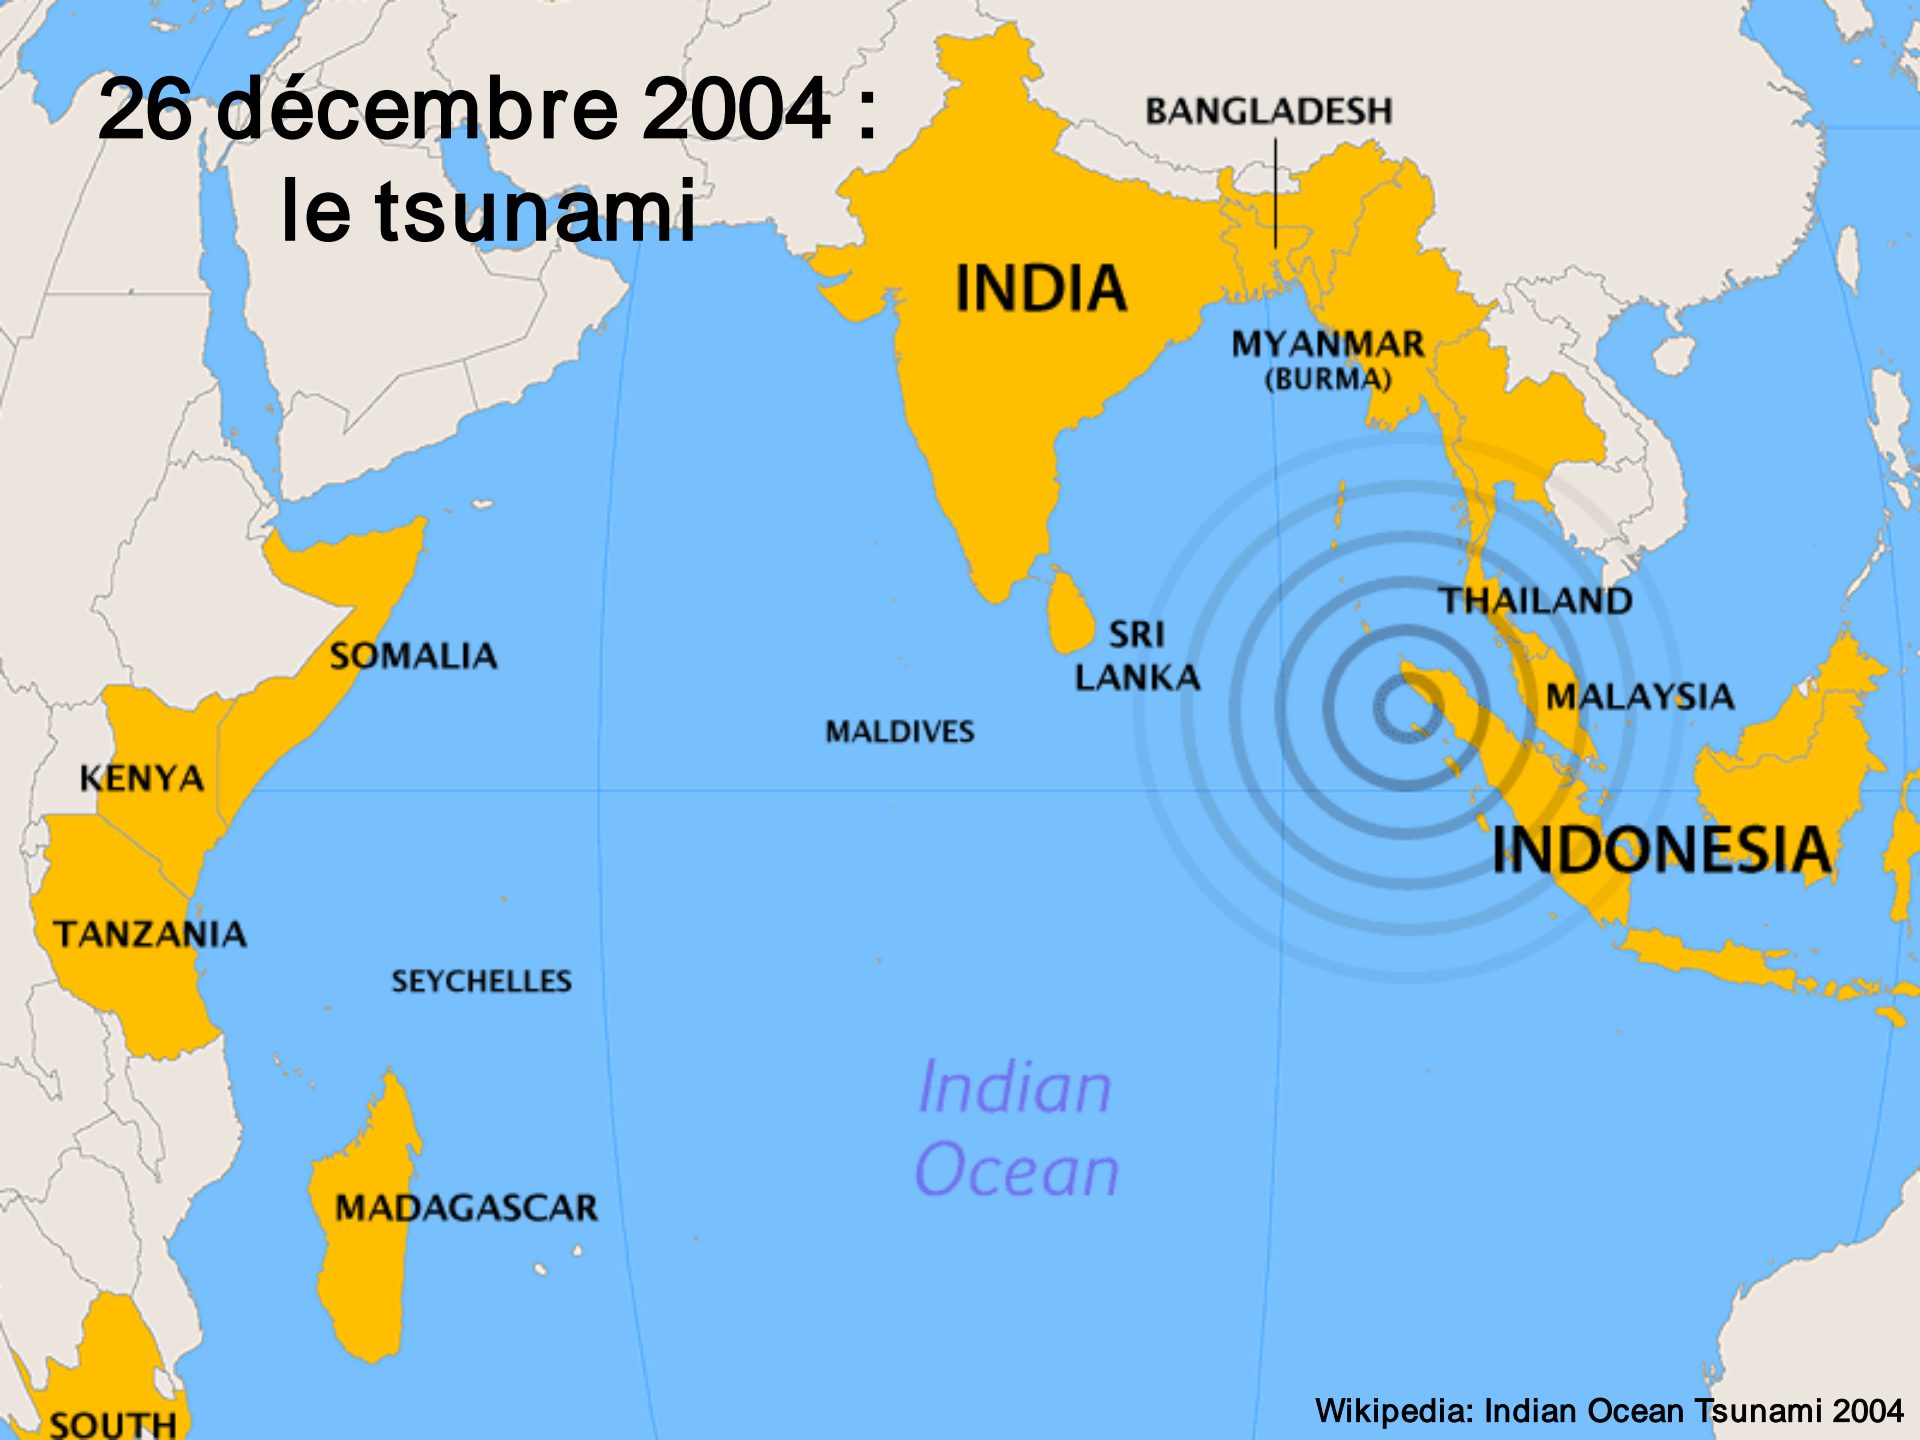 26 décembre 2004 :
le tsunami
BANGLADESH
INDIA
MYANMAR
(BURMA)
THAILAND
SRI
LANKA
SOMALIA
MALAYSIA
MALDIVES
KENYA
INDONESIA
TANZANIA
SEYCHELLES
Indian
Ocean
MADAGASCAR
SOUTH
Wikipedia: Indian Ocean Tsunami 2004